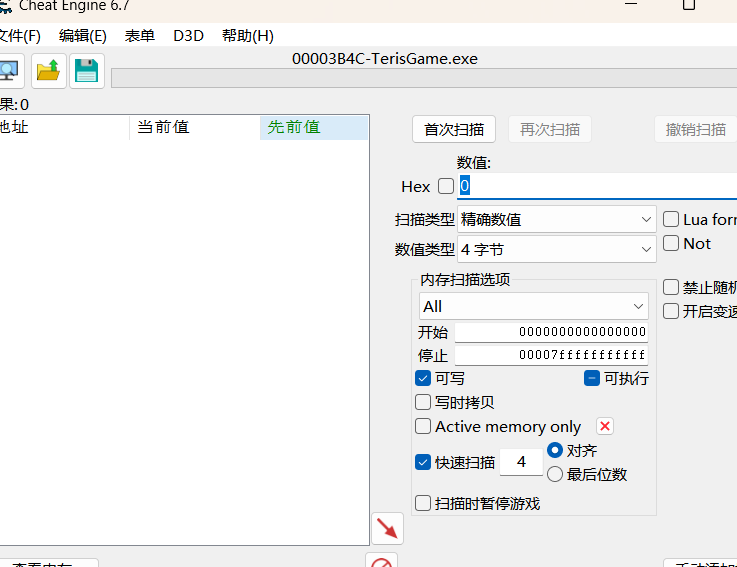 Cheat Engine 6.7
文件(F) 编辑(E) 表单 D3D 帮助(H)
00003B4C-TerisGame.exe
果:0
地址 当前值 先前值
首次扫描 再次扫描 撤销扫描
数值:
Hex 0
扫描类型 精确数值 Lua form
数值类型 4 字节 Not
内存扫描选项
All
禁止随机
开始 0000000000000000
开启变速
停止 00007fffffffffff
可写 可执行
写时拷贝
Active memory only
快速扫描 4 对齐
最后位数
扫描时暂停游戏